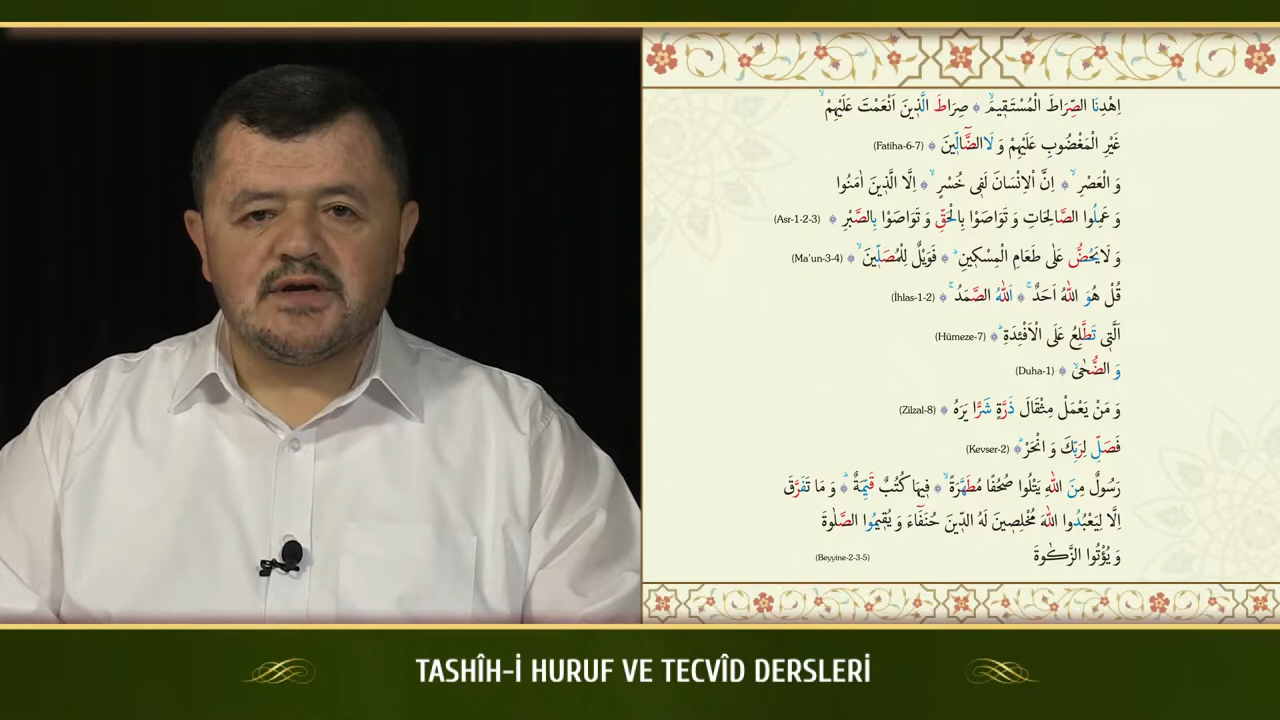 اِهْدِنَا الصِّرَاطَ الْمُسْتَق۪يمَۙ ﴿﴾ صِرَاطَ الَّذ۪ينَ اَنْعَمْتَ عَلَيْهِمْۙ
غَيْرِ الْمَغْضُوبِ عَلَيْهِمْ وَ لَاالضَّٓالّ۪ينَ ﴿﴾ (Fatiha-6-7)
وَ الْعَصْرِۙ ﴿﴾ اِنَّ الْاِنْسَانَ لَف۪ى خُسْرٍۙ ﴿﴾ اِلَّا الَّذ۪ينَ اٰمَنُوا
وَ عَمِلُوا الصَّالِحَاتِ وَ تَوَاصَوْا بِالْحَقِّ وَ تَوَاصَوْا بِالصَّبْرِ ﴿﴾ (Asr-1-2-3)
وَ لَايَحُضُّ عَلٰى طَعَامِ الْمِسْك۪ينِۜ ﴿﴾ فَوَيْلٌ لِلْمُصَلّ۪ينَۙ ﴿﴾ (Ma'un-3-4)
قُلْ هُوَ اللّٰهُ اَحَدٌۚ ﴿﴾ اَللّٰهُ الصَّمَدُۚ ﴿﴾ (İhlas-1-2)
اَلَّت۪ى تَطَّلِعُ عَلَى الْاَفْئِدَةِۜ ﴿﴾ (Hümeze-7)
وَ الضُّحٰىۙ ﴿﴾ (Duha-1)
وَ مَنْ يَعْمَلْ مِثْقَالَ ذَرَّةٍ شَرًّا يَرَهُ ﴿﴾ (Zilzal-8)
فَصَلِّ لِرَبِّكَ وَ انْحَرْۜ ﴿﴾ (Kevser-2)
رَسُولٌ مِنَ اللّٰهِ يَتْلُوا صُحُفًا مُطَهَّرَةًۙ ﴿﴾ ف۪يهَا كُتُبٌ قَيِّمَةٌۜ ﴿﴾ وَ مَا تَفَرَّقَ
اِلَّا لِيَعْبُدُوا اللّٰهَ مُخْلِص۪ينَ لَهُ الدّ۪ينَ حُنَفَٓاءَ وَ يُق۪يمُوا الصَّلٰوةَ
وَ يُؤْتُوا الزَّكٰوةَ (Beyyine-2-3-5)
TASHÎH-İ HURUF VE TECVÎD DERSLERİ